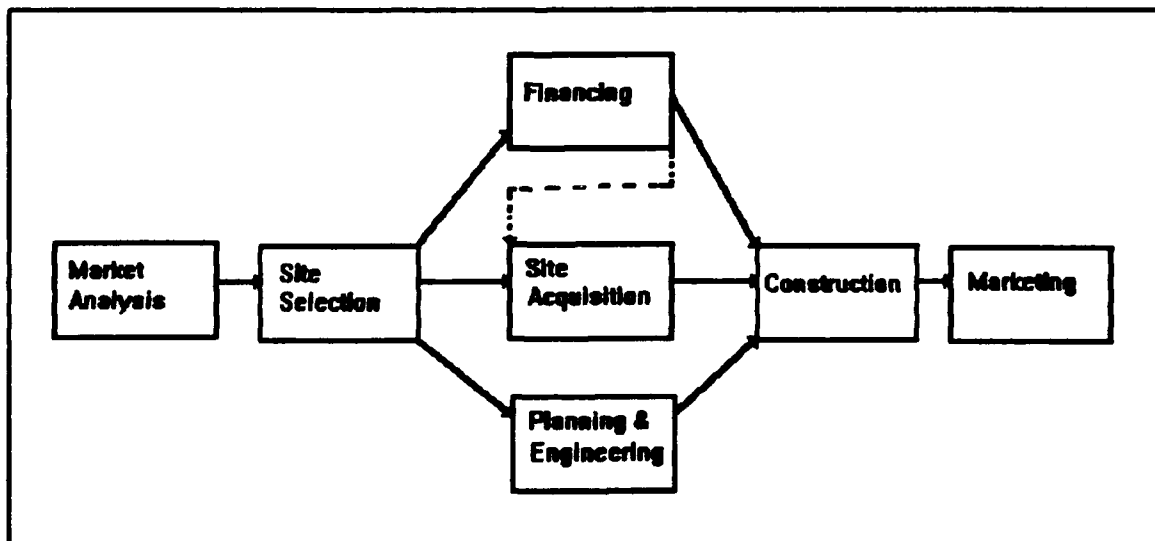 Financing
Market
Analysis
Site
Selection
Site
Acquisition
Construction
Marketing
Planning &
Engineering